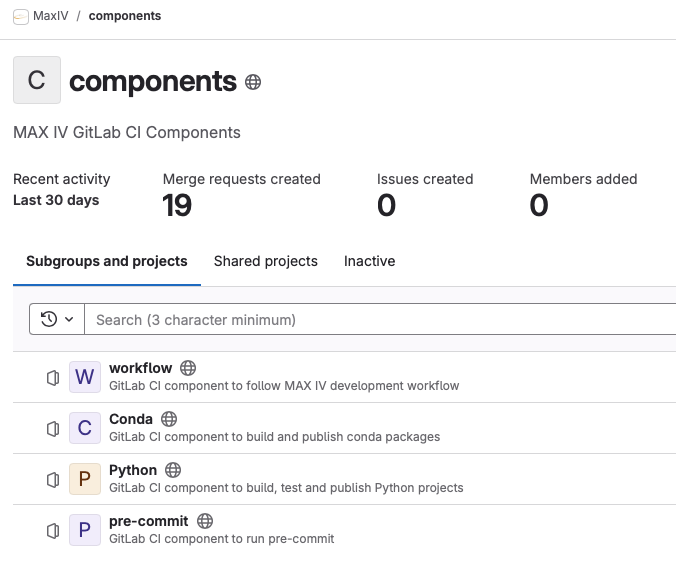 MaxIV / components
C components
MAX IV GitLab CI Components
Recent activity
Last 30 days
Merge requests created
19
Issues created
0
Members added
0
Subgroups and projects Shared projects Inactive
Search (3 character minimum)
W workflow
GitLab CI component to follow MAX IV development workflow
C Conda
GitLab CI component to build and publish conda packages
P Python
GitLab CI component to build, test and publish Python projects
P pre-commit
GitLab CI component to run pre-commit